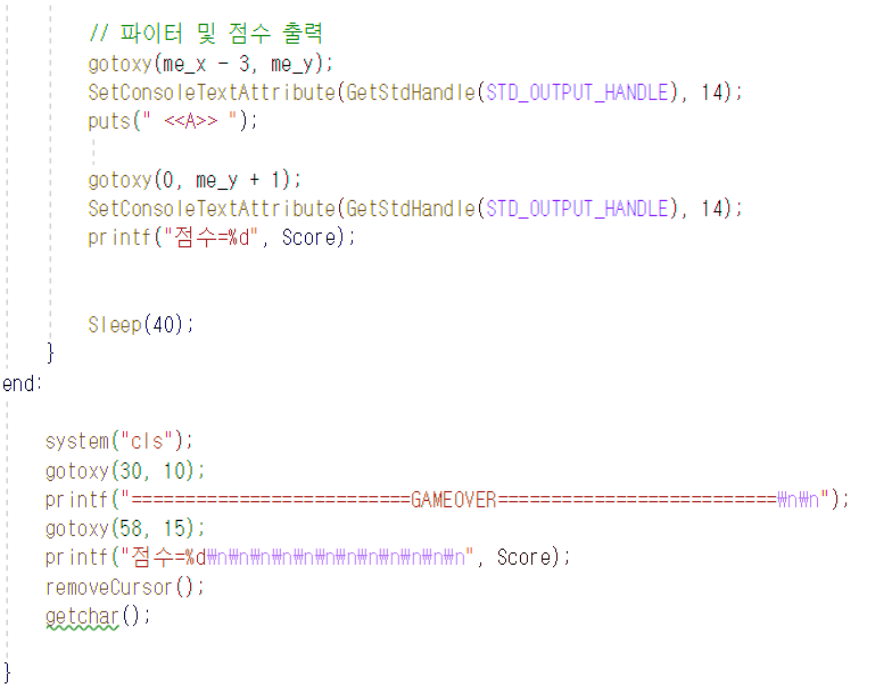 // 파이터 및 점수 출력
gotoxy(me_x - 3, me_y);
SetConsoleTextAttribute(GetStdHandle(STD_OUTPUT_HANDLE), 14);
puts(" <<A>> ");
gotoxy(0, me_y + 1);
SetConsoleTextAttribute(GetStdHandle(STD_OUTPUT_HANDLE), 14);
printf("점수=%d", Score);
Sleep(40);
}
end:
system("cls");
gotoxy(30, 10);
printf("==========================GAMEOVER==========================₩n₩n");
gotoxy(58, 15);
printf("점수=%d₩n₩n₩n₩n₩n₩n₩n₩n₩n₩n₩n₩n", Score);
removeCursor();
getchar();
}